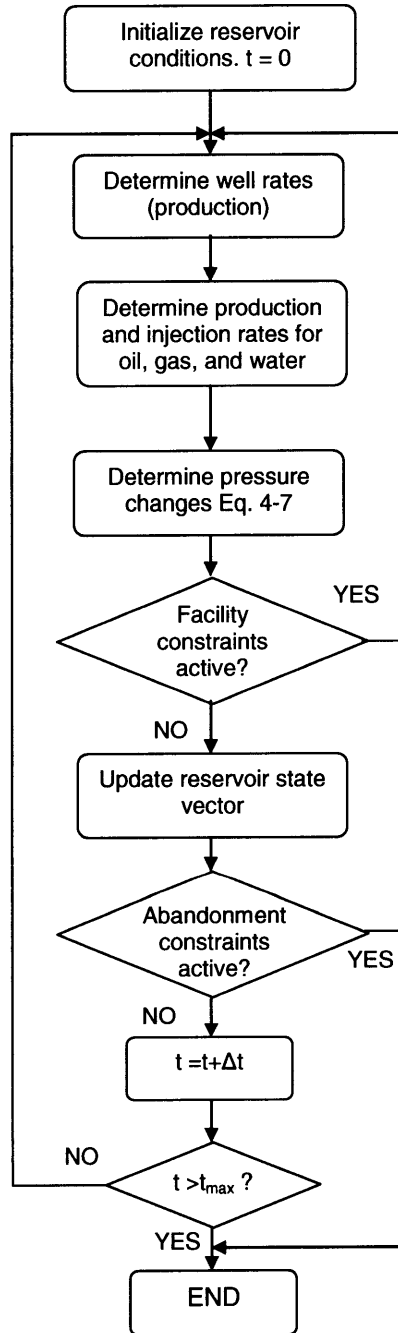 Initialize reservoir
conditions. t = 0
Determine well rates
(production)
Determine production
and injection rates for
oil, gas, and water
Determine pressure
changes Eq. 4-7
Facility
constraints
active?
YES
NO
Update reservoir state
vector
Abandonment
constraints
active?
YES
NO
t =t+Δt
t >tmax ?
NO
YES
END